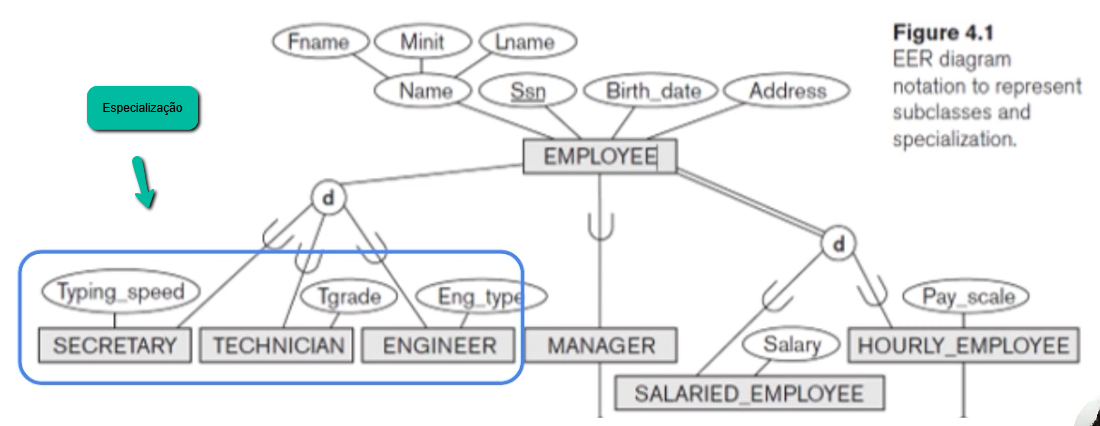 Fname Minit Lname
Figure 4.1
EER diagram
notation to represent
subclasses and
specialization.
Name Ssn Birth_date Address
Especialização
EMPLOYEE
d
d
Typing_speed Tgrade Eng_type Pay_scale
SECRETARY TECHNICIAN ENGINEER MANAGER Salary HOURLY_EMPLOYEE
SALARIED_EMPLOYEE